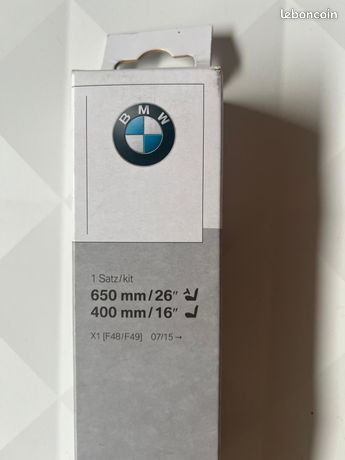 leboncoin
BMW
1 Satz/kit
650 mm/26"
400 mm/16"
X1 [F48/F49] 07/15→